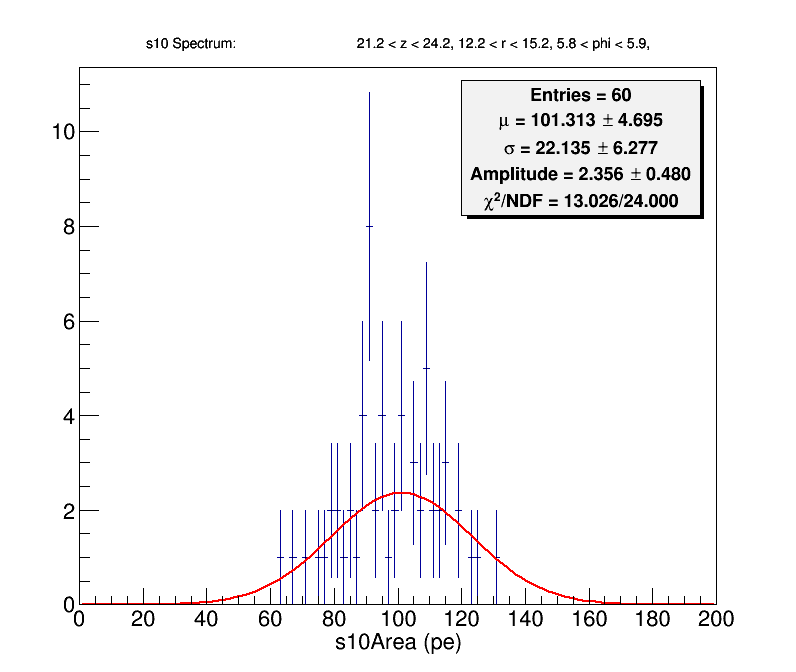 s10 Spectrum: 21.2 < z < 24.2, 12.2 < r < 15.2, 5.8 < phi < 5.9,
Entries = 60
μ = 101.313 ± 4.695
σ = 22.135 ± 6.277
Amplitude = 2.356 ± 0.480
χ²/NDF = 13.026/24.000
10
8
6
4
2
0
0 20 40 60 80 100 120 140 160 180 200
s10Area (pe)